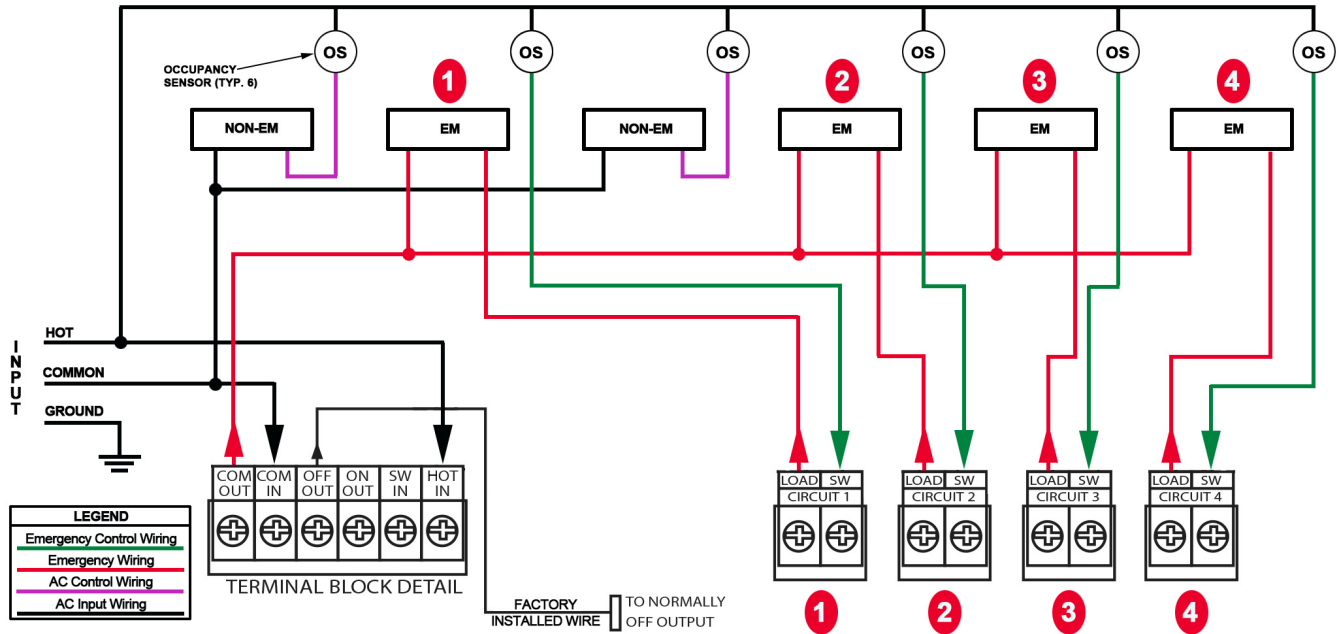 OS
OS
OS
OS
OS
OS
OCCUPANCY
SENSOR (TYP. 6)
1
2
3
4
NON-EM
EM
NON-EM
EM
EM
EM
INPUT
HOT
COMMON
GROUND
COM OUT
COM IN
OFF OUT
ON OUT
SW IN
HOT IN
TERMINAL BLOCK DETAIL
LOAD SW
CIRCUIT 1
LOAD SW
CIRCUIT 2
LOAD SW
CIRCUIT 3
LOAD SW
CIRCUIT 4
1
2
3
4
LEGEND
Emergency Control Wiring
Emergency Wiring
AC Control Wiring
AC Input Wiring
FACTORY
INSTALLED WIRE
TO NORMALLY
OFF OUTPUT